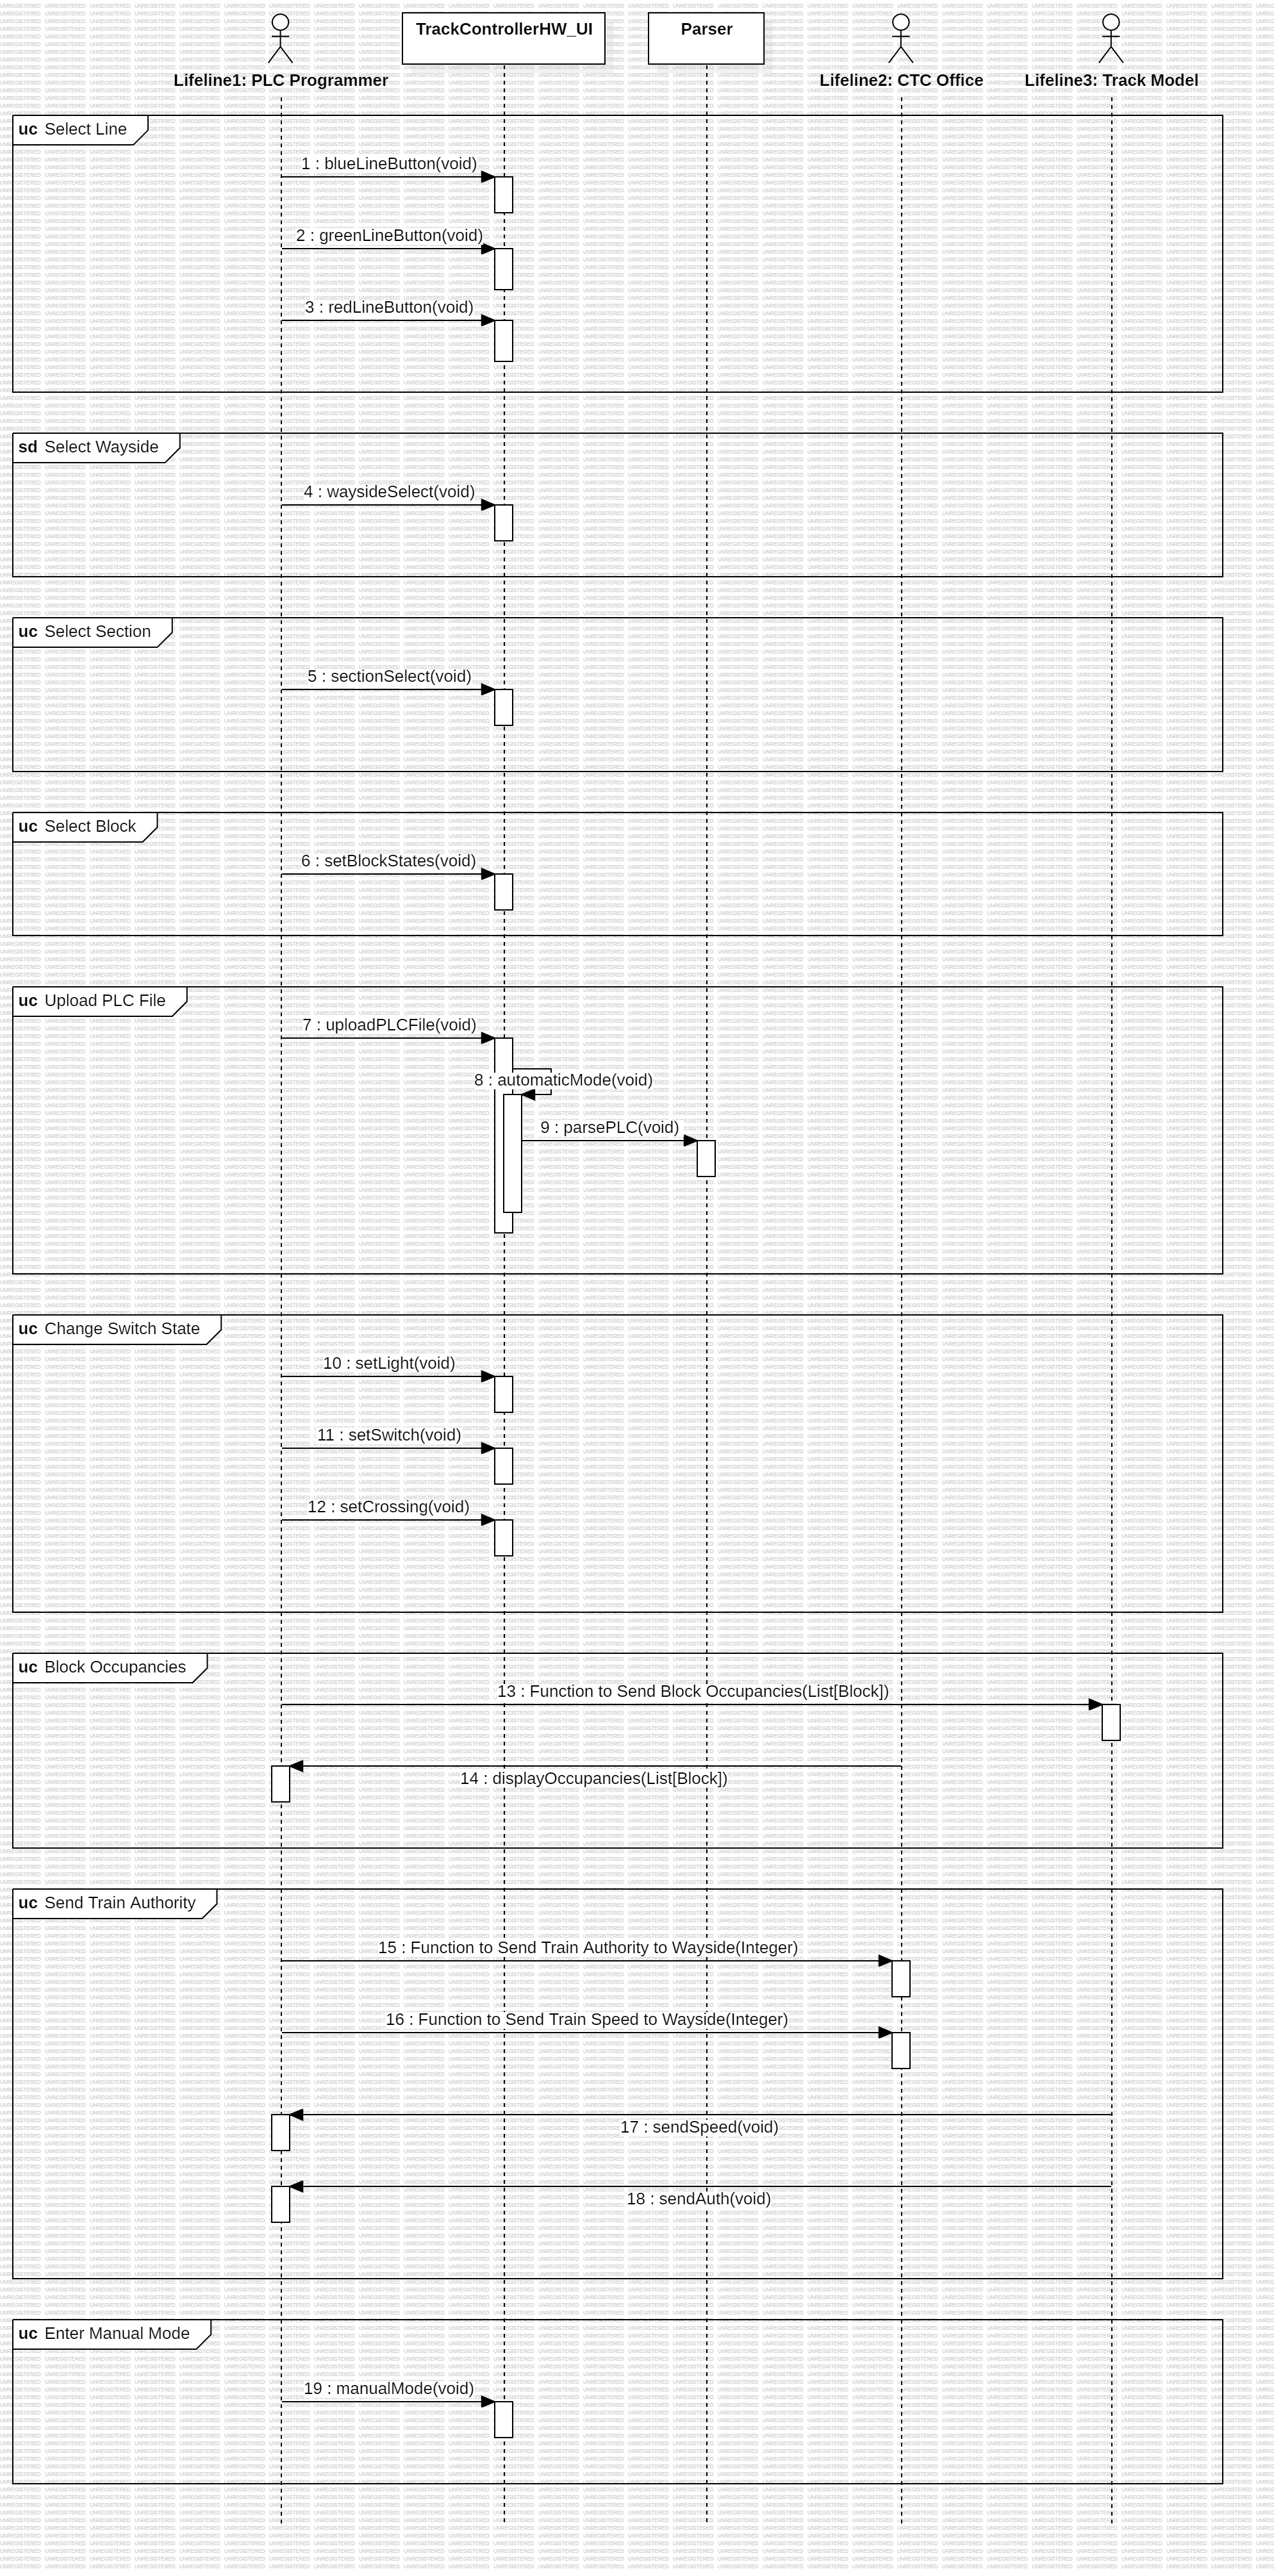 TrackControllerHW_UI
Parser
Lifeline1: PLC Programmer
Lifeline2: CTC Office
Lifeline3: Track Model
uc Select Line
1 : blueLineButton(void)
2 : greenLineButton(void)
3 : redLineButton(void)
sd Select Wayside
4 : waysideSelect(void)
uc Select Section
5 : sectionSelect(void)
uc Select Block
6 : setBlockStates(void)
uc Upload PLC File
7 : uploadPLCFile(void)
8 : automaticMode(void)
9 : parsePLC(void)
uc Change Switch State
10 : setLight(void)
11 : setSwitch(void)
12 : setCrossing(void)
uc Block Occupancies
13 : Function to Send Block Occupancies(List[Block])
14 : displayOccupancies(List[Block])
uc Send Train Authority
15 : Function to Send Train Authority to Wayside(Integer)
16 : Function to Send Train Speed to Wayside(Integer)
17 : sendSpeed(void)
18 : sendAuth(void)
uc Enter Manual Mode
19 : manualMode(void)
UNREGISTERED